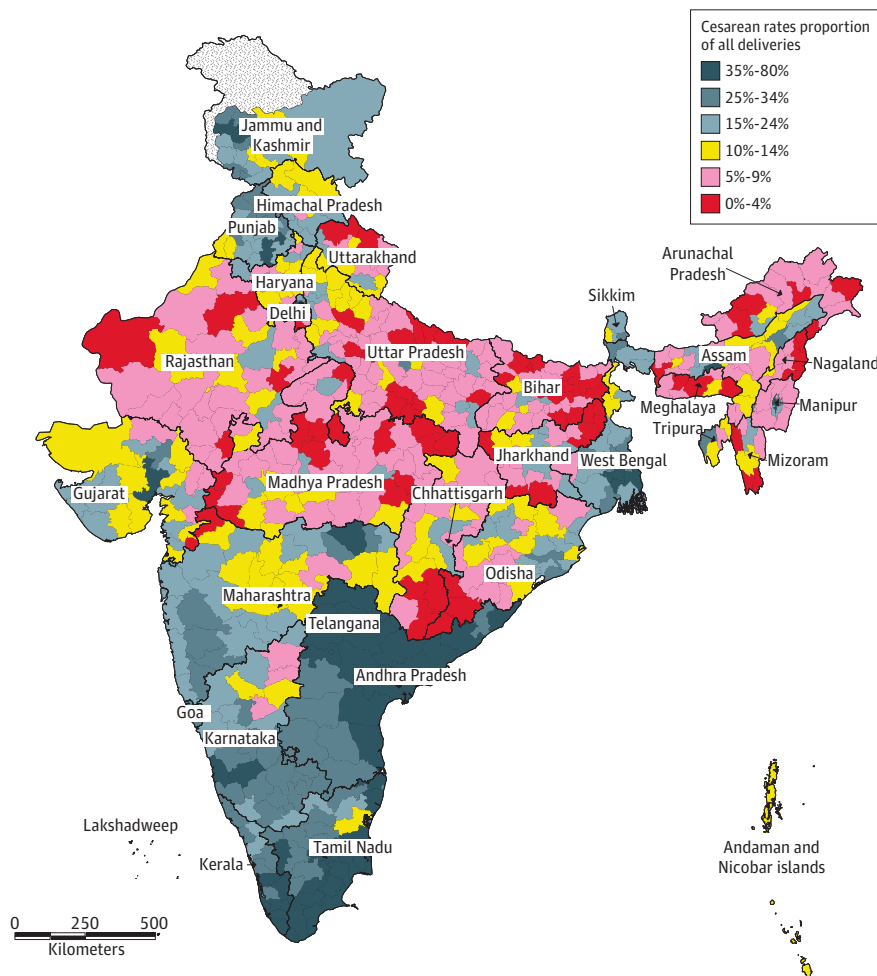 Cesarean rates proportion
of all deliveries
35%-80%
25%-34%
15%-24%
10%-14%
5%-9%
0%-4%
Jammu and
Kashmir
Himachal Pradesh
Punjab
Uttarakhand
Haryana
Delhi
Arunachal
Pradesh
Sikkim
Rajasthan
Uttar Pradesh
Assam
Nagaland
Bihar
Meghalaya
Manipur
Tripura
Jharkhand
West Bengal
Mizoram
Gujarat
Madhya Pradesh
Chhattisgarh
Odisha
Maharashtra
Telangana
Andhra Pradesh
Goa
Karnataka
Lakshadweep
Kerala
Tamil Nadu
Andaman and
Nicobar islands
0 250 500
Kilometers